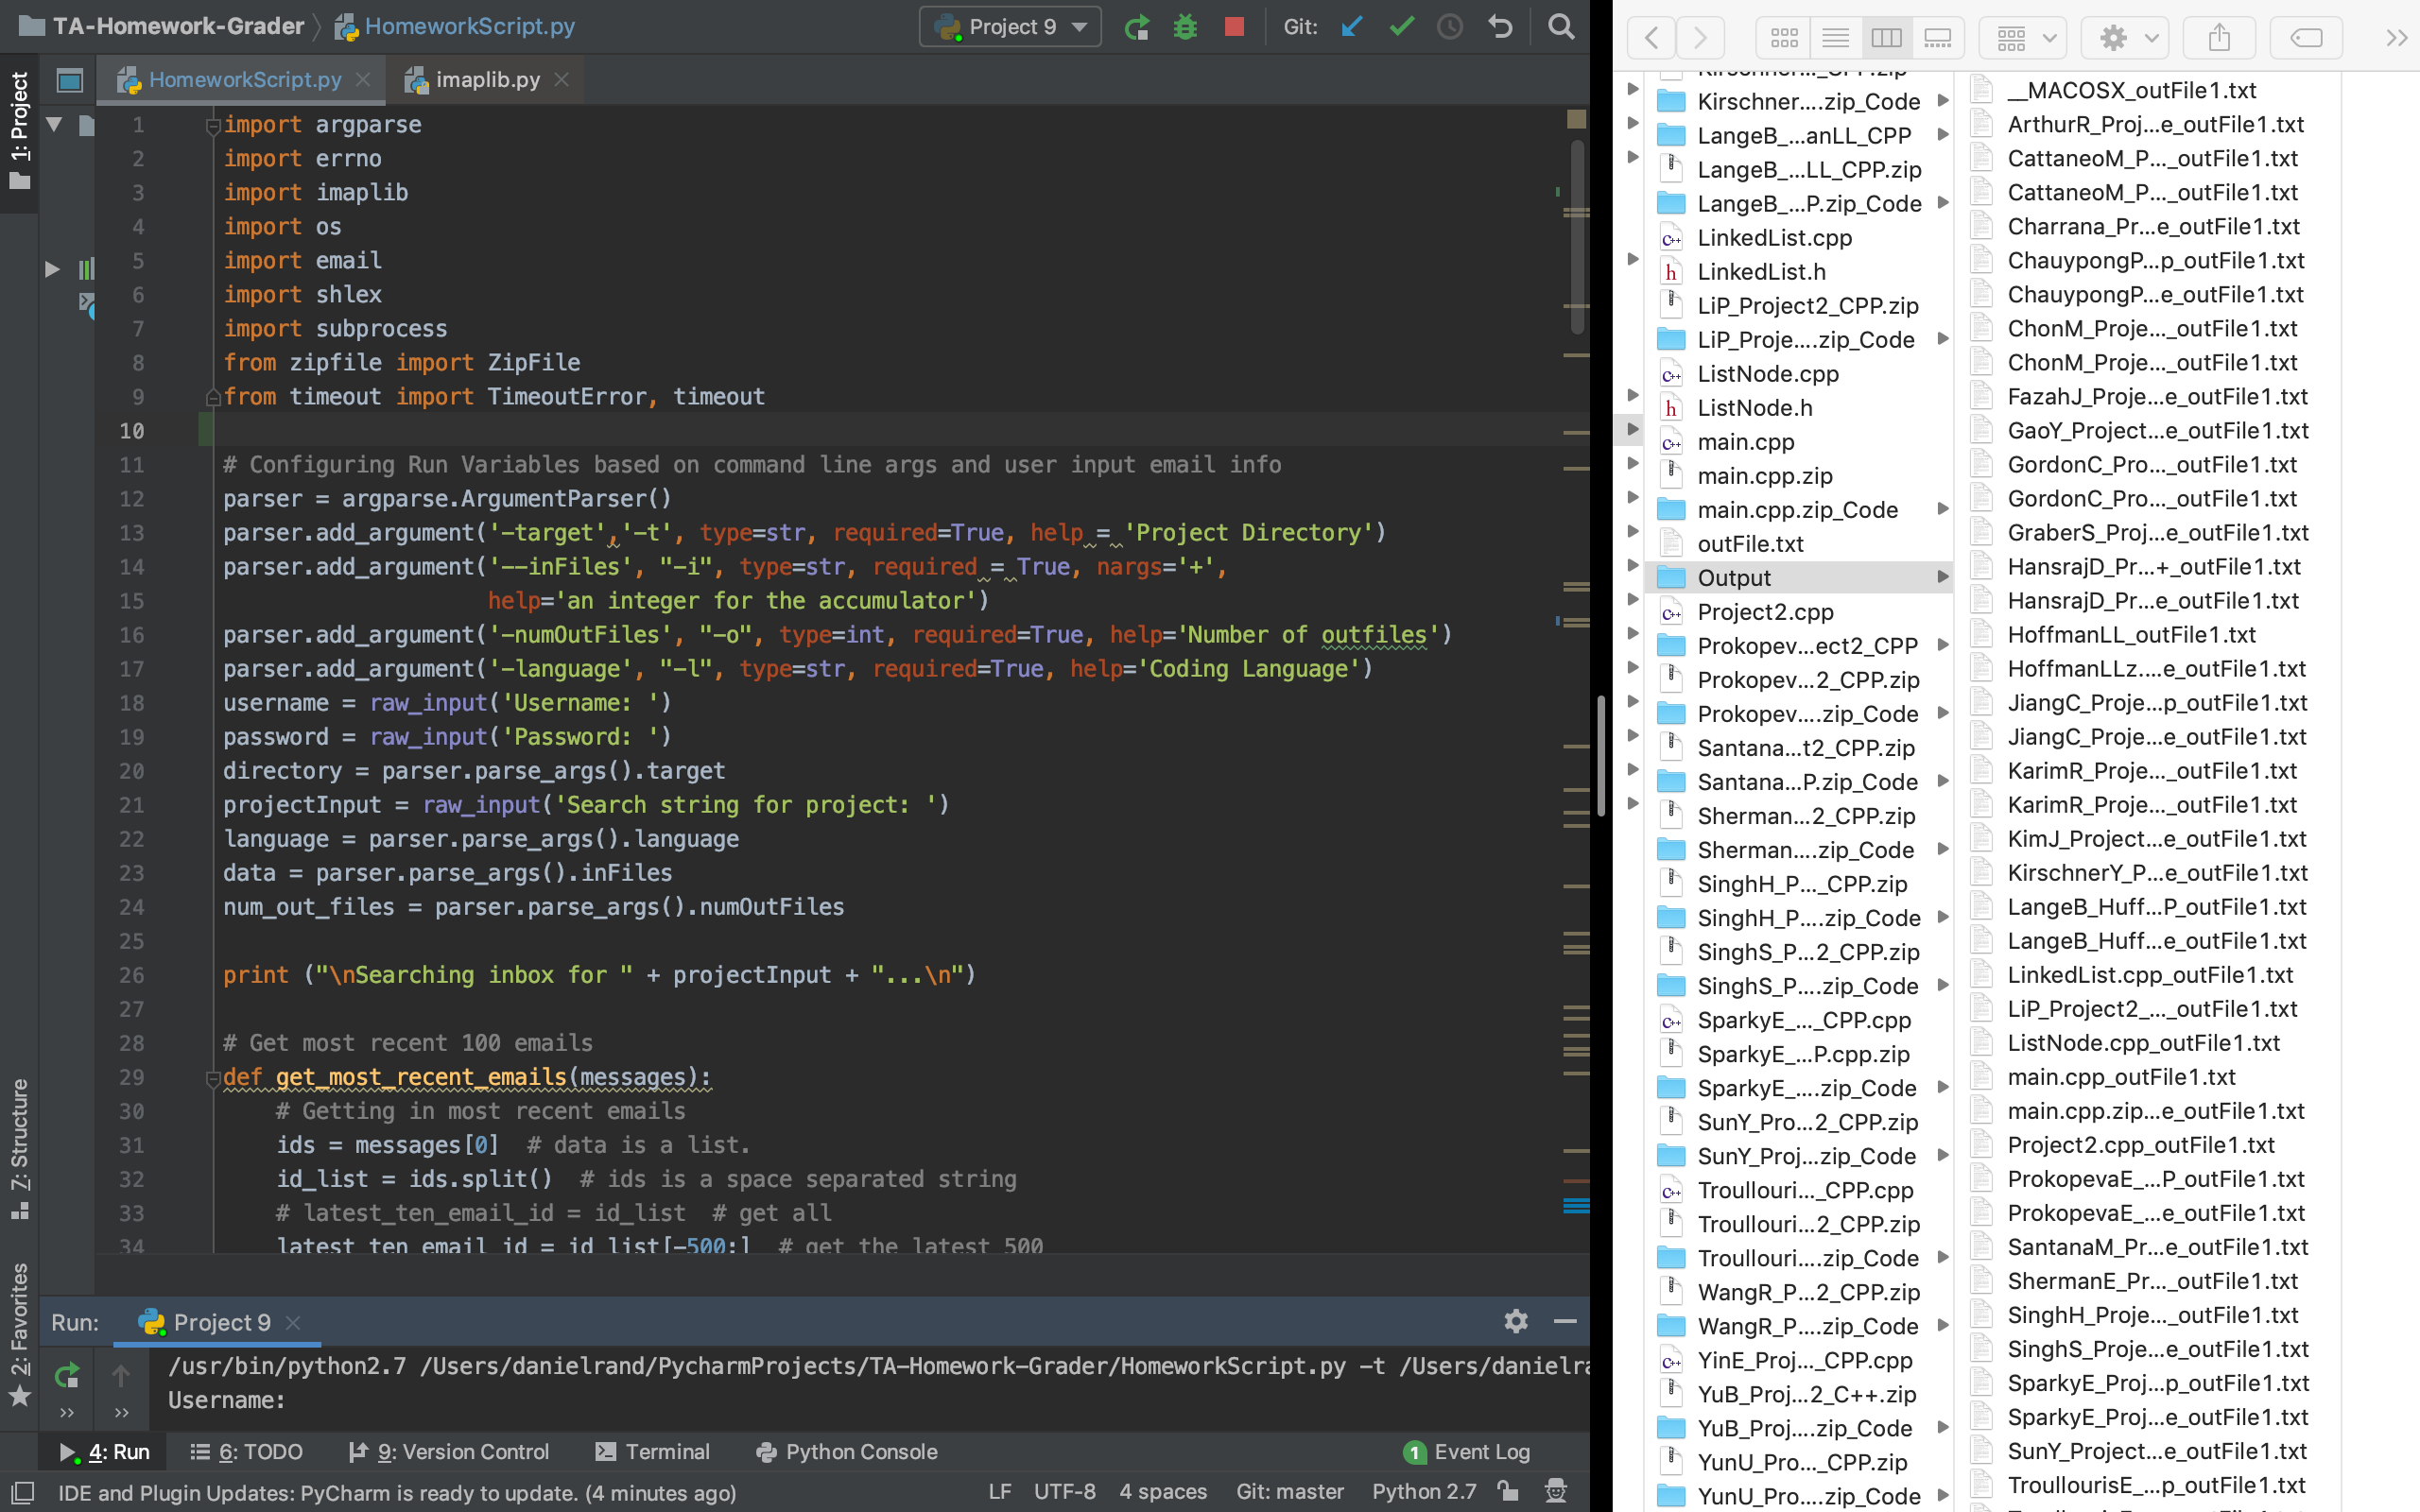 TA-Homework-Grader
HomeworkScript.py
Project 9
Git:
HomeworkScript.py
imaplib.py
1: Project
7: Structure
2: Favorites
1 import argparse
2 import errno
3 import imaplib
4 import os
5 import email
6 import shlex
7 import subprocess
8 from zipfile import ZipFile
9 from timeout import TimeoutError, timeout
10
11 # Configuring Run Variables based on command line args and user input email info
12 parser = argparse.ArgumentParser()
13 parser.add_argument('-target','-t', type=str, required=True, help = 'Project Directory')
14 parser.add_argument('--inFiles', "-i", type=str, required = True, nargs='+',
15 help='an integer for the accumulator')
16 parser.add_argument('-numOutFiles', "-o", type=int, required=True, help='Number of outfiles')
17 parser.add_argument('-language', "-l", type=str, required=True, help='Coding Language')
18 username = raw_input('Username: ')
19 password = raw_input('Password: ')
20 directory = parser.parse_args().target
21 projectInput = raw_input('Search string for project: ')
22 language = parser.parse_args().language
23 data = parser.parse_args().inFiles
24 num_out_files = parser.parse_args().numOutFiles
25
26 print ("\nSearching inbox for " + projectInput + "...\n")
27
28 # Get most recent 100 emails
29 def get_most_recent_emails(messages):
30 # Getting in most recent emails
31 ids = messages[0]  # data is a list.
32 id_list = ids.split()  # ids is a space separated string
33 # latest_ten_email_id = id_list  # get all
34 latest_ten_email_id = id_list[-500:]  # get the latest 500
Run:
Project 9
/usr/bin/python2.7 /Users/danielrand/PycharmProjects/TA-Homework-Grader/HomeworkScript.py -t /Users/danielra
Username:
4: Run
6: TODO
9: Version Control
Terminal
Python Console
1 Event Log
IDE and Plugin Updates: PyCharm is ready to update. (4 minutes ago)
LF
UTF-8
4 spaces
Git: master
Python 2.7
Kirschner..._CPP.zip
Kirschner....zip_Code
LangeB_...anLL_CPP
LangeB_...LL_CPP.zip
LangeB_...P.zip_Code
LinkedList.cpp
LinkedList.h
LiP_Project2_CPP.zip
LiP_Proje....zip_Code
ListNode.cpp
ListNode.h
main.cpp
main.cpp.zip
main.cpp.zip_Code
outFile.txt
Output
Project2.cpp
Prokopev...ect2_CPP
Prokopev...2_CPP.zip
Prokopev....zip_Code
Santana...t2_CPP.zip
Santana...P.zip_Code
Sherman...2_CPP.zip
Sherman....zip_Code
SinghH_P..._CPP.zip
SinghH_P....zip_Code
SinghS_P...2_CPP.zip
SinghS_P....zip_Code
SparkyE_..._CPP.cpp
SparkyE_...P.cpp.zip
SparkyE_....zip_Code
SunY_Pro...2_CPP.zip
SunY_Proj...zip_Code
Troullouri..._CPP.cpp
Troullouri...2_CPP.zip
Troullouri....zip_Code
WangR_P...2_CPP.zip
WangR_P....zip_Code
YinE_Proj..._CPP.cpp
YuB_Proj...2_C++.zip
YuB_Proj....zip_Code
YunU_Pro..._CPP.zip
YunU_Pro....zip_Code
__MACOSX_outFile1.txt
ArthurR_Proj...e_outFile1.txt
CattaneoM_P..._outFile1.txt
CattaneoM_P..._outFile1.txt
Charrana_Pr...e_outFile1.txt
ChauypongP...p_outFile1.txt
ChauypongP...e_outFile1.txt
ChonM_Proje..._outFile1.txt
ChonM_Proje..._outFile1.txt
FazahJ_Proje...e_outFile1.txt
GaoY_Project...e_outFile1.txt
GordonC_Pro..._outFile1.txt
GordonC_Pro..._outFile1.txt
GraberS_Proj...e_outFile1.txt
HansrajD_Pr...+_outFile1.txt
HansrajD_Pr...e_outFile1.txt
HoffmanLL_outFile1.txt
HoffmanLLz....e_outFile1.txt
JiangC_Proje...p_outFile1.txt
JiangC_Proje...e_outFile1.txt
KarimR_Proje..._outFile1.txt
KarimR_Proje..._outFile1.txt
KimJ_Project...e_outFile1.txt
KirschnerY_P...e_outFile1.txt
LangeB_Huff...P_outFile1.txt
LangeB_Huff...e_outFile1.txt
LinkedList.cpp_outFile1.txt
LiP_Project2_..._outFile1.txt
ListNode.cpp_outFile1.txt
main.cpp_outFile1.txt
main.cpp.zip...e_outFile1.txt
Project2.cpp_outFile1.txt
ProkopevaE_...P_outFile1.txt
ProkopevaE_...e_outFile1.txt
SantanaM_Pr...e_outFile1.txt
ShermanE_Pr..._outFile1.txt
SinghH_Proje..._outFile1.txt
SinghS_Proje...e_outFile1.txt
SparkyE_Proj...p_outFile1.txt
SparkyE_Proj...e_outFile1.txt
SunY_Project...e_outFile1.txt
TroullourisE_...p_outFile1.txt